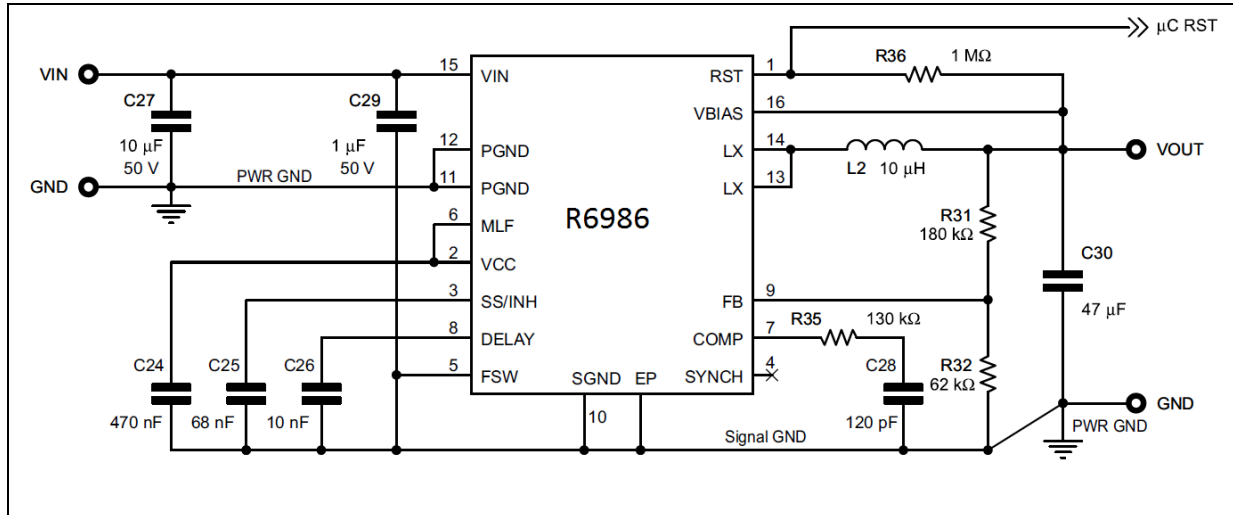 μC RST
R36 1 MΩ
VIN 15 VIN RST 1
C27 C29
VBIAS 16
10 μF 1 μF
50 V 50 V
12 PGND LX 14 VOUT
L2 10 μH
GND PWR GND 11 PGND LX 13
R6986
6 MLF R31
180 kΩ
2 VCC C30
3 SS/INH FB 9
47 μF
R35 130 kΩ
8 DELAY COMP 7
C24 C25 C26 C28 R32
5 FSW SGND EP SYNCH 4 62 kΩ
GND
470 nF 68 nF 10 nF 10 120 pF
PWR GND
Signal GND